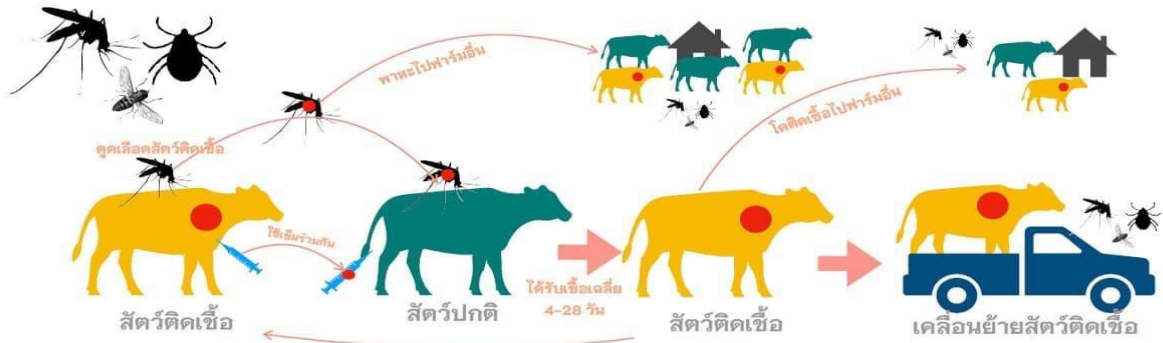 พาหะไปฟาร์มอื่น
โคติดเชื้อไปฟาร์มอื่น
ดูดเลือดสัตว์ติดเชื้อ
ใช้เข็มร่วมกัน
ได้รับเชื้อเฉลี่ย
4-28 วัน
สัตว์ติดเชื้อ
สัตว์ปกติ
สัตว์ติดเชื้อ
เคลื่อนย้ายสัตว์ติดเชื้อ